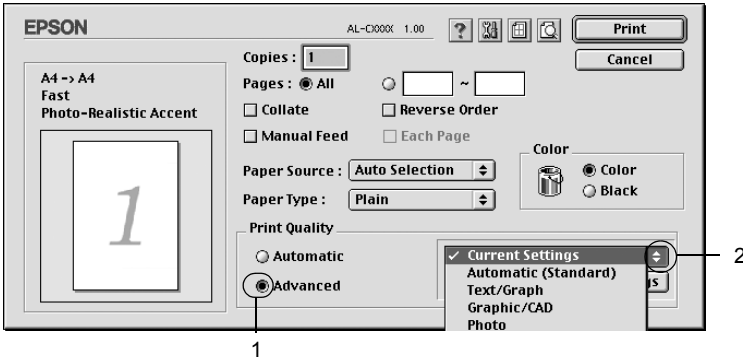 EPSON
AL-CXXXX 1.00
Print
Cancel
Copies : 1
Pages : All ~
Collate Reverse Order
Manual Feed Each Page
Paper Source : Auto Selection
Paper Type : Plain
Color
Color
Black
A4 -> A4
Fast
Photo-Realistic Accent
1
Print Quality
Automatic
Advanced
Current Settings
Automatic (Standard)
Text/Graph
Graphic/CAD
Photo
1
2